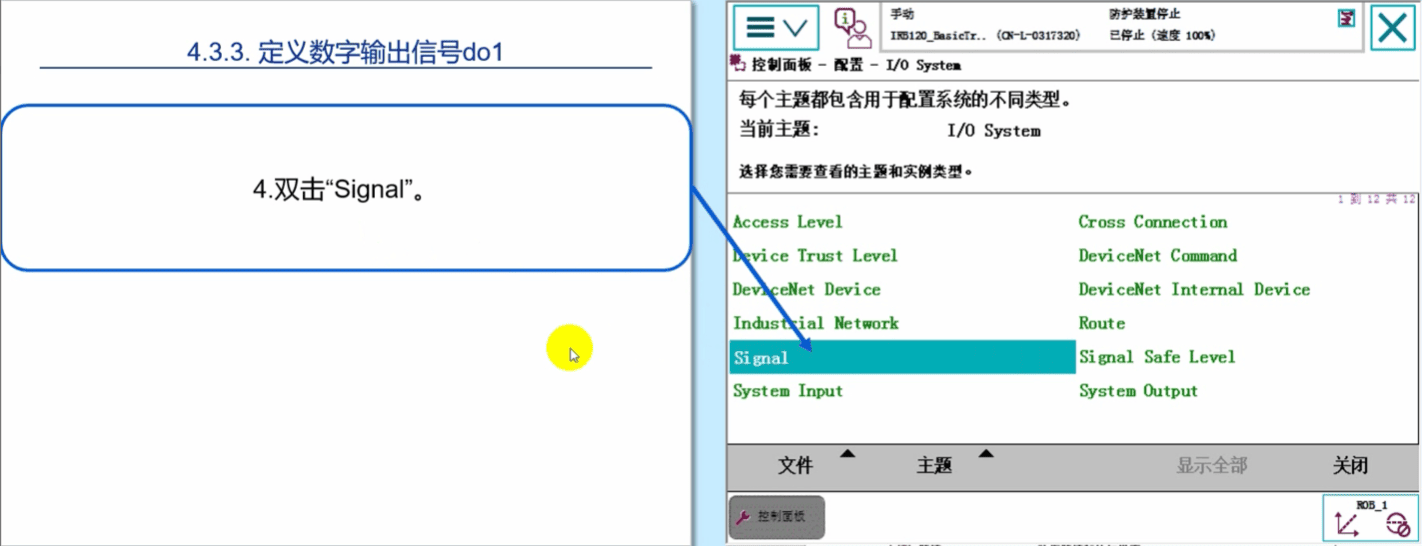 4.3.3. 定义数字输出信号do1
4.双击“Signal”。
手动
防护装置停止
IRB120_BasicTr.. (CN-L-0317320)
已停止 (速度 100%)
控制面板 - 配置 - I/O System
每个主题都包含用于配置系统的不同类型。
当前主题: I/O System
选择您需要查看的主题和实例类型。
1 到 12 共 12
Access Level
Cross Connection
Device Trust Level
DeviceNet Command
DeviceNet Device
DeviceNet Internal Device
Industrial Network
Route
Signal
Signal Safe Level
System Input
System Output
文件
主题
显示全部
关闭
控制面板
ROB_1